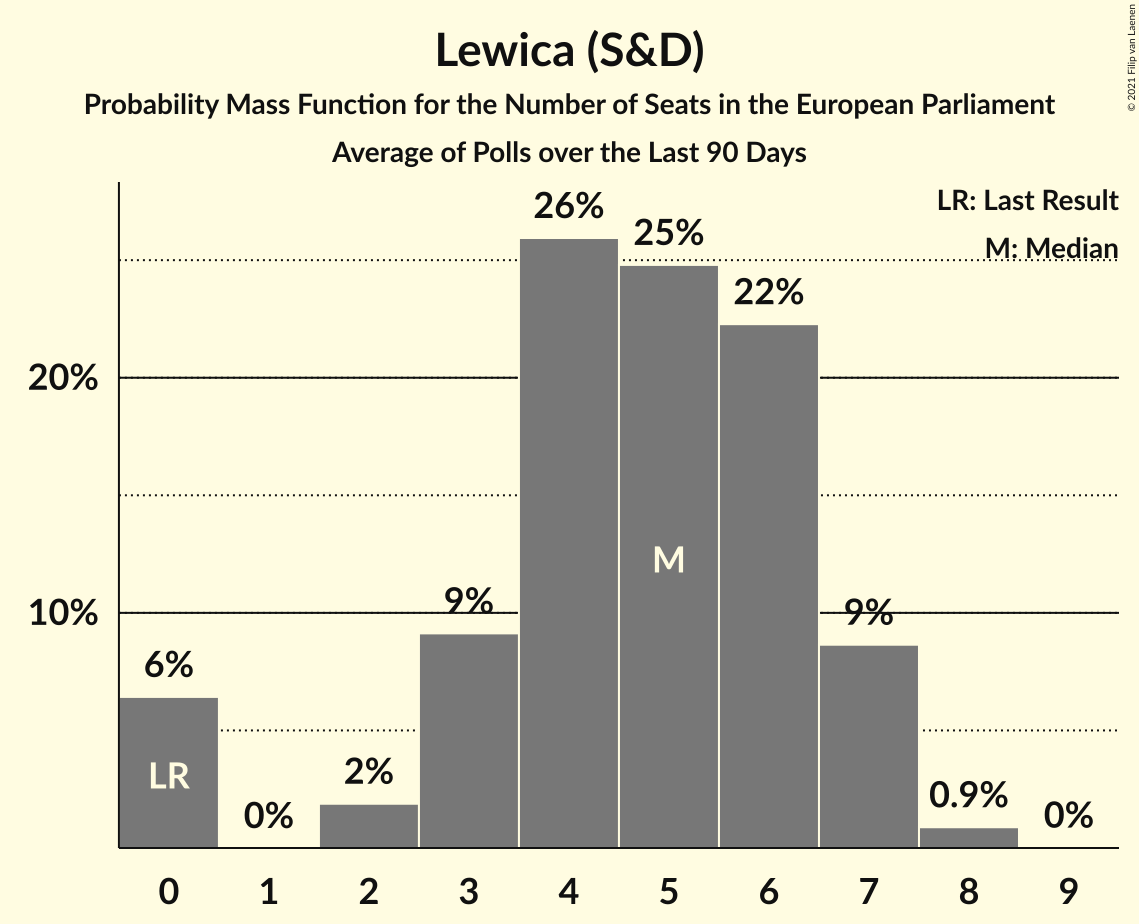 Lewica (S&D)
Probability Mass Function for the Number of Seats in the European Parliament
Average of Polls over the Last 90 Days
© 2021 Filip van Laenen
LR: Last Result
M: Median
26%
25%
22%
20%
M
9%
9%
10%
6%
LR
2%
0%
0.9%
0%
0 1 2 3 4 5 6 7 8 9